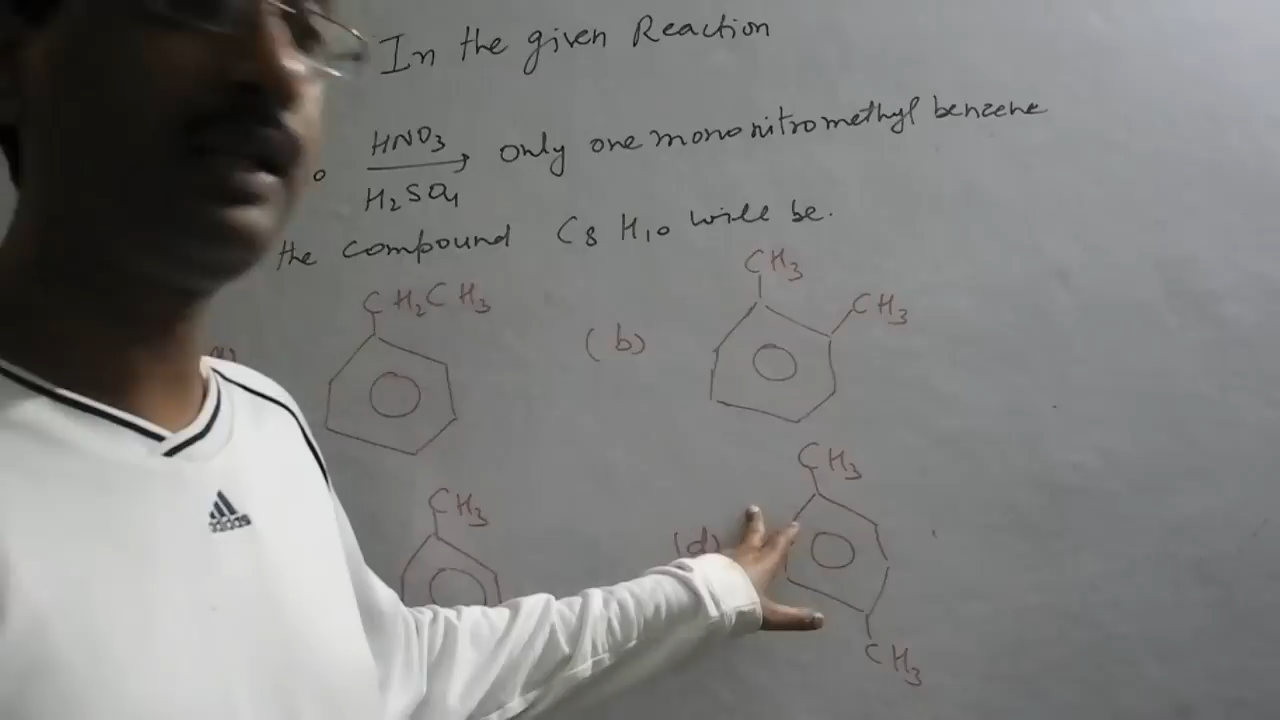 In the given Reaction
HNO3
o → only one mononitromethyl benzene
H2SO4
the compound C8 H10 will be.
CH2CH3
(b)
CH3
CH3
CH3
(d)
CH3
CH3
adidas